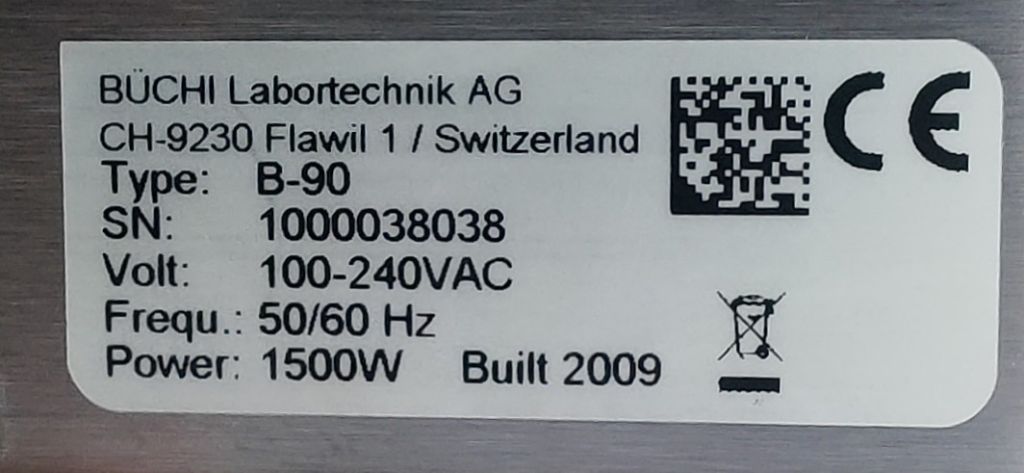 BÜCHI Labortechnik AG
CH-9230 Flawil 1 / Switzerland
Type: B-90
SN: 1000038038
Volt: 100-240VAC
Frequ.: 50/60 Hz
Power: 1500W Built 2009
CE